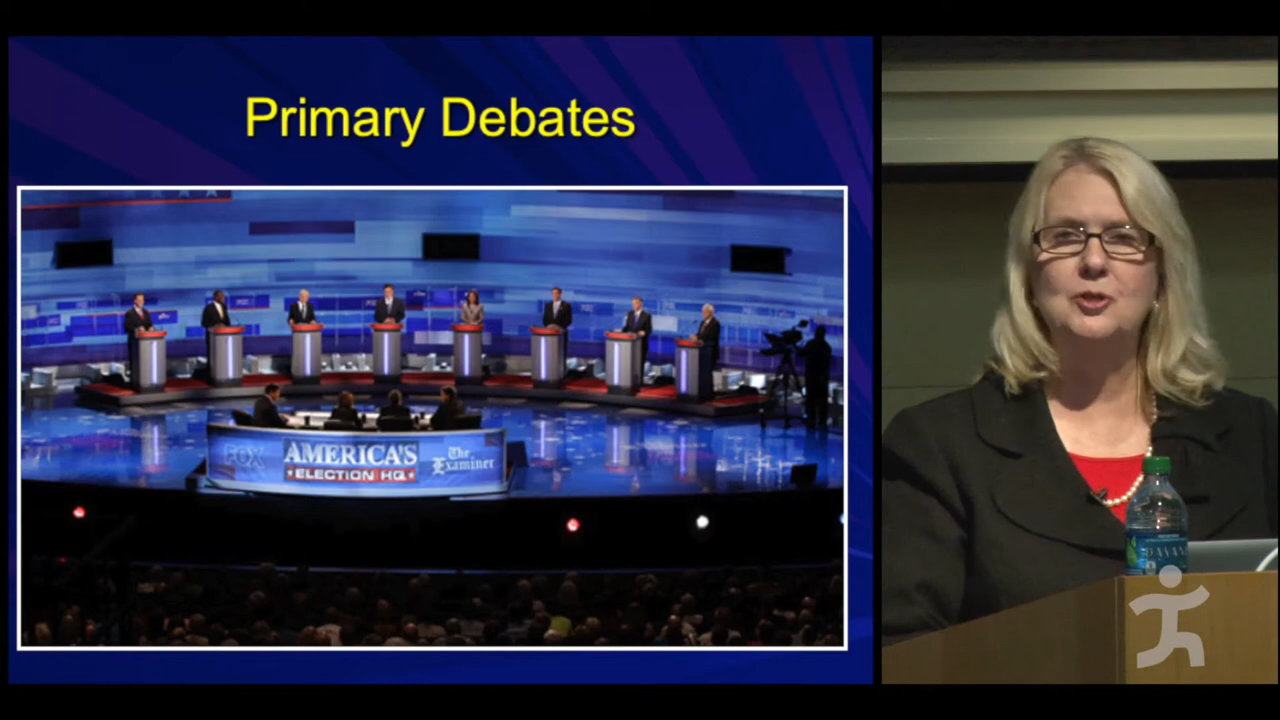 Primary Debates
FOX
AMERICA'S
ELECTION HQ
The
Examiner
DASANI